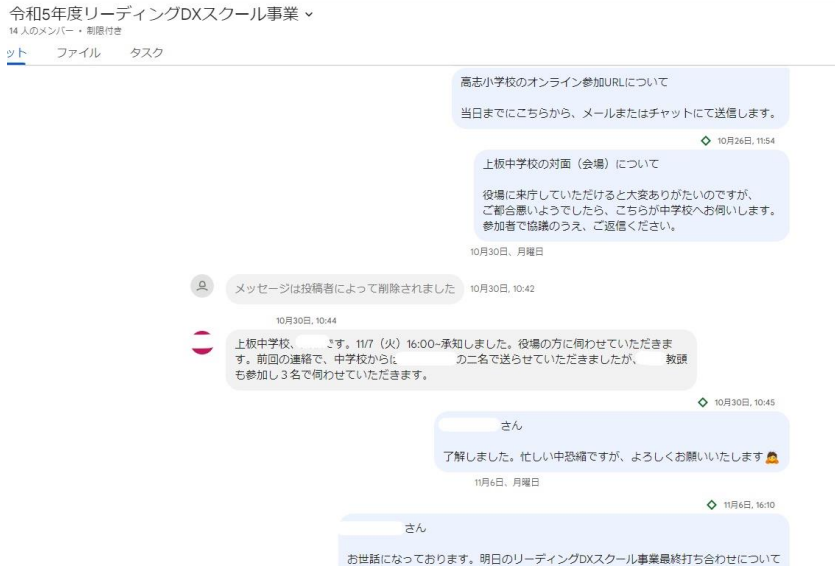 令和5年度リーディングDXスクール事業
14 人のメンバー・制限付き
ット ファイル タスク
高志小学校のオンライン参加URLについて
当日までにこちらから、メールまたはチャットにて送信します。
10月26日, 11:54
上板中学校の対面（会場）について
役場に来庁していただけると大変ありがたいのですが、
ご都合悪いようでしたら、こちらが中学校へお伺いします。
参加者で協議のうえ、ご返信ください。
10月30日、月曜日
メッセージは投稿者によって削除されました 10月30日, 10:42
10月30日, 10:44
上板中学校、 です。11/7（火）16:00~承知しました。役場の方に伺わせていただきま
す。前回の連絡で、中学校からは の二名で送らせていただきましたが、 教頭
も参加し３名で伺わせていただきます。
10月30日, 10:45
さん
了解しました。忙しい中恐縮ですが、よろしくお願いいたします🙇
11月6日、月曜日
11月6日, 16:10
さん
お世話になっております。明日のリーディングDXスクール事業最終打ち合わせについて